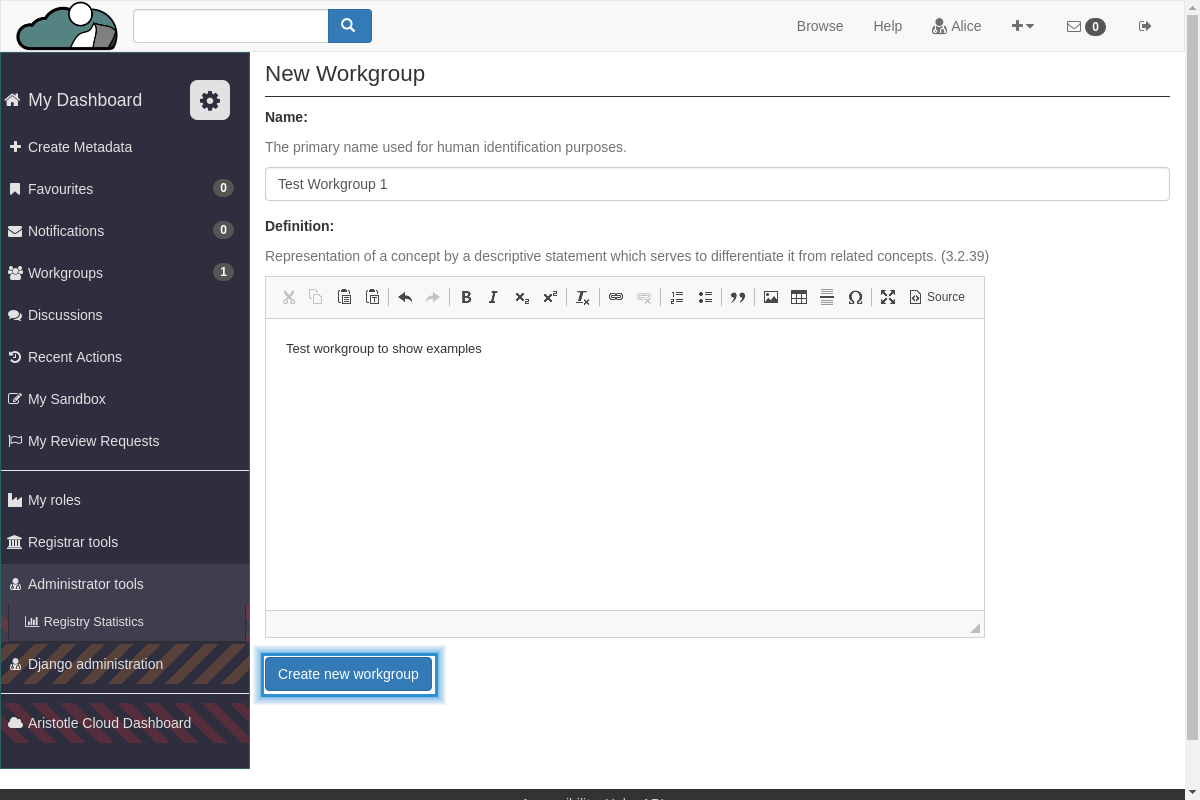 Browse
Help
Alice
0
My Dashboard
Create Metadata
Favourites 0
Notifications 0
Workgroups 1
Discussions
Recent Actions
My Sandbox
My Review Requests
My roles
Registrar tools
Administrator tools
Registry Statistics
Django administration
Aristotle Cloud Dashboard
New Workgroup
Name:
The primary name used for human identification purposes.
Test Workgroup 1
Definition:
Representation of a concept by a descriptive statement which serves to differentiate it from related concepts. (3.2.39)
Source
Test workgroup to show examples
Create new workgroup